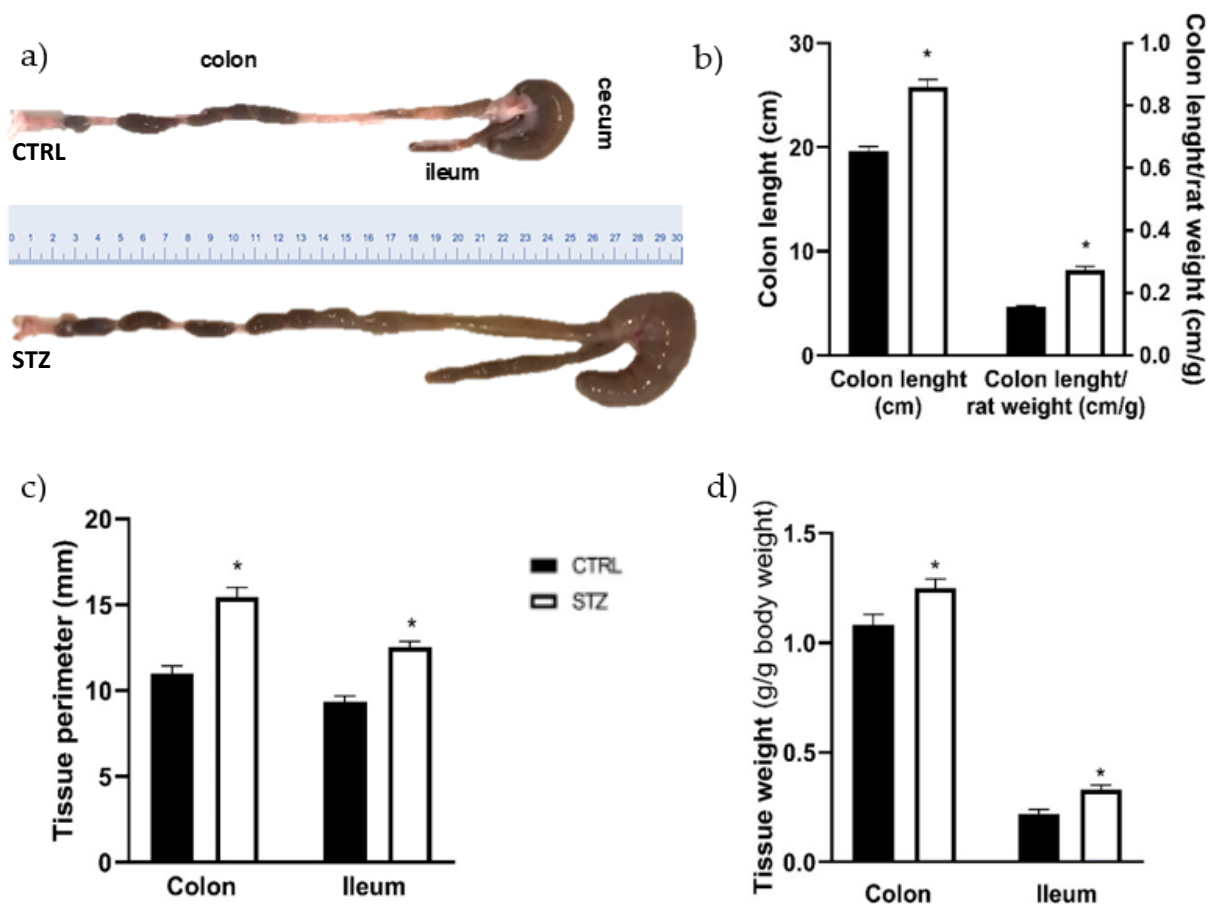 a)
colon
cecum
CTRL
ileum
0 1 2 3 4 5 6 7 8 9 10 11 12 13 14 15 16 17 18 19 20 21 22 23 24 25 26 27 28 29 30
STZ
b)
30
20
10
0
Colon lenght (cm)
*
*
1.0
0.8
0.6
0.4
0.2
0.0
Colon lenght/rat weight (cm/g)
Colon lenght
(cm)
Colon lenght/
rat weight (cm/g)
c)
20
15
10
5
0
Tissue perimeter (mm)
*
*
Colon
Ileum
CTRL
STZ
d)
1.5
1.0
0.5
0.0
Tissue weight (g/g body weight)
*
*
Colon
Ileum